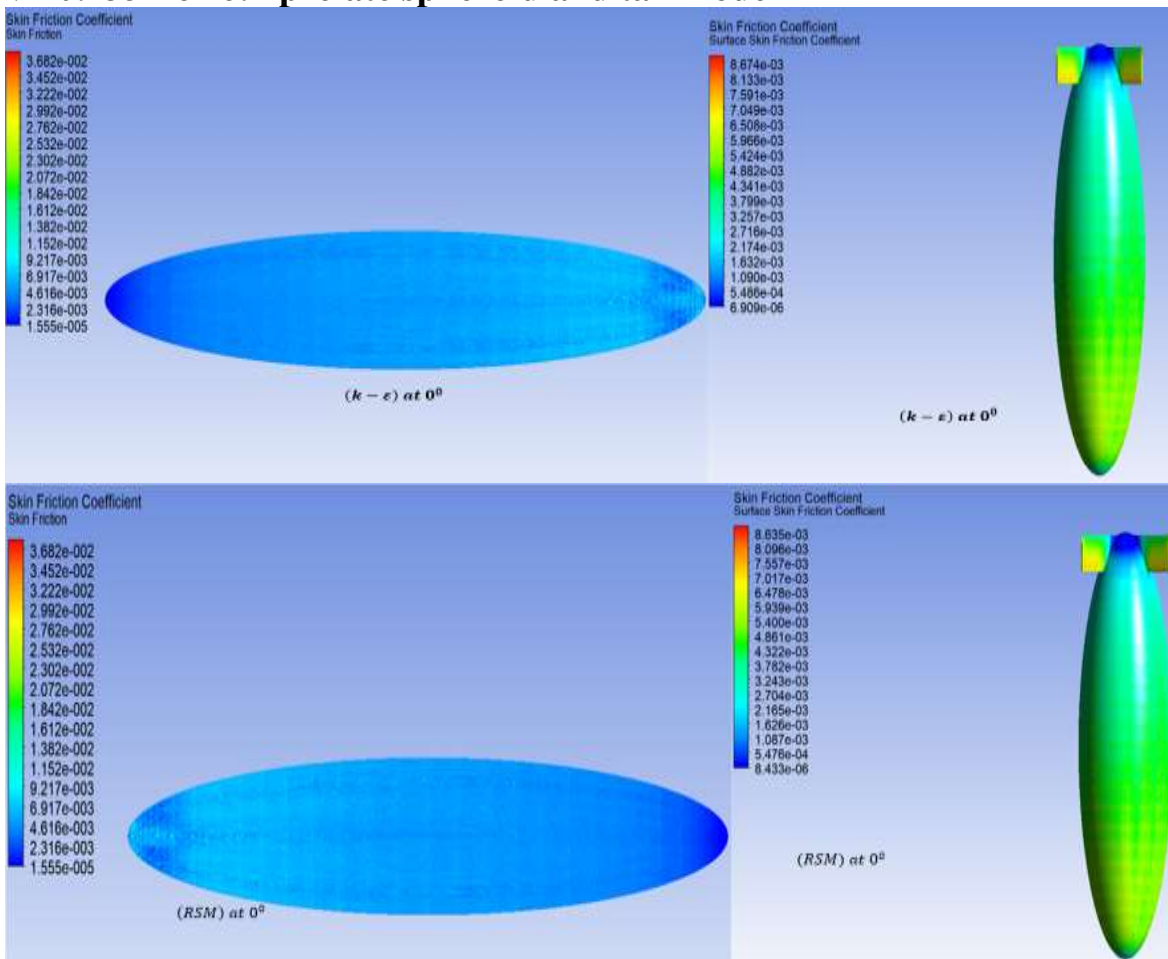 prolate spheroid and tail model
Skin Friction Coefficient
Skin Friction
3.682e-002
3.452e-002
3.222e-002
2.992e-002
2.762e-002
2.532e-002
2.302e-002
2.072e-002
1.842e-002
1.612e-002
1.382e-002
1.152e-002
9.217e-003
6.917e-003
4.616e-003
2.316e-003
1.555e-005
(k − ε) at 0⁰
Skin Friction Coefficient
Surface Skin Friction Coefficient
8.674e-03
8.133e-03
7.591e-03
7.049e-03
6.508e-03
5.966e-03
5.424e-03
4.882e-03
4.341e-03
3.799e-03
3.257e-03
2.716e-03
2.174e-03
1.632e-03
1.090e-03
5.486e-04
6.909e-06
(k − ε) at 0⁰
Skin Friction Coefficient
Skin Friction
3.682e-002
3.452e-002
3.222e-002
2.992e-002
2.762e-002
2.532e-002
2.302e-002
2.072e-002
1.842e-002
1.612e-002
1.382e-002
1.152e-002
9.217e-003
6.917e-003
4.616e-003
2.316e-003
1.555e-005
(RSM) at 0⁰
Skin Friction Coefficient
Surface Skin Friction Coefficient
8.635e-03
8.096e-03
7.557e-03
7.017e-03
6.478e-03
5.939e-03
5.400e-03
4.861e-03
4.322e-03
3.782e-03
3.243e-03
2.704e-03
2.165e-03
1.626e-03
1.087e-03
5.476e-04
8.433e-06
(RSM) at 0⁰